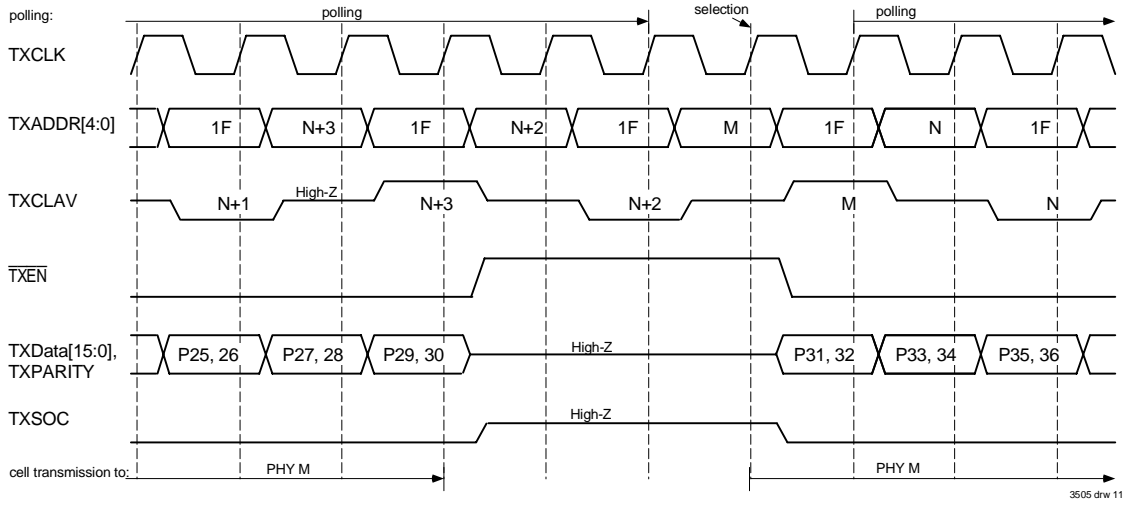 polling: polling selection polling
TXCLK
TXADDR[4:0] 1F N+3 1F N+2 1F M 1F N 1F
TXCLAV N+1 High-Z N+3 N+2 M N
TXEN
TXData[15:0], TXPARITY P25, 26 P27, 28 P29, 30 High-Z P31, 32 P33, 34 P35, 36
TXSOC High-Z
cell transmission to: PHY M PHY M
3505 drw 11